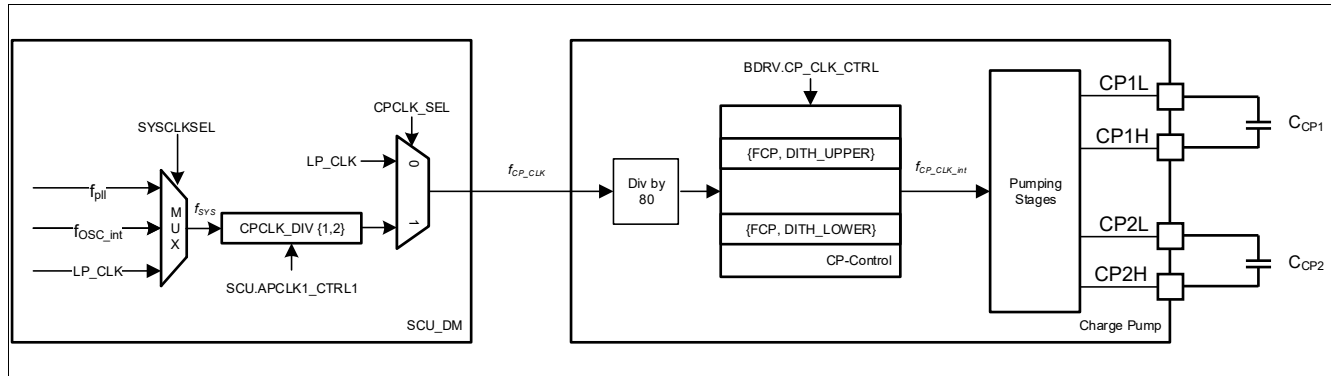 SYSCLKSEL
CPCLK_SEL
LP_CLK
0
1
f_pll
f_OSC_int
LP_CLK
M
U
X
f_SYS
CPCLK_DIV {1,2}
SCU.APCLK1_CTRL1
SCU_DM
f_CP_CLK
Div by
80
BDRV.CP_CLK_CTRL
{FCP, DITH_UPPER}
{FCP, DITH_LOWER}
CP-Control
f_CP_CLK_int
Pumping
Stages
CP1L
CP1H
CP2L
CP2H
C_CP1
C_CP2
Charge Pump